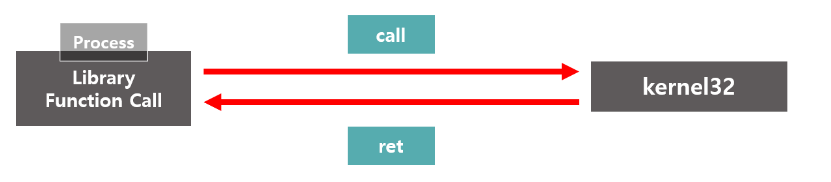 Process
Library
Function Call
call
kernel32
ret